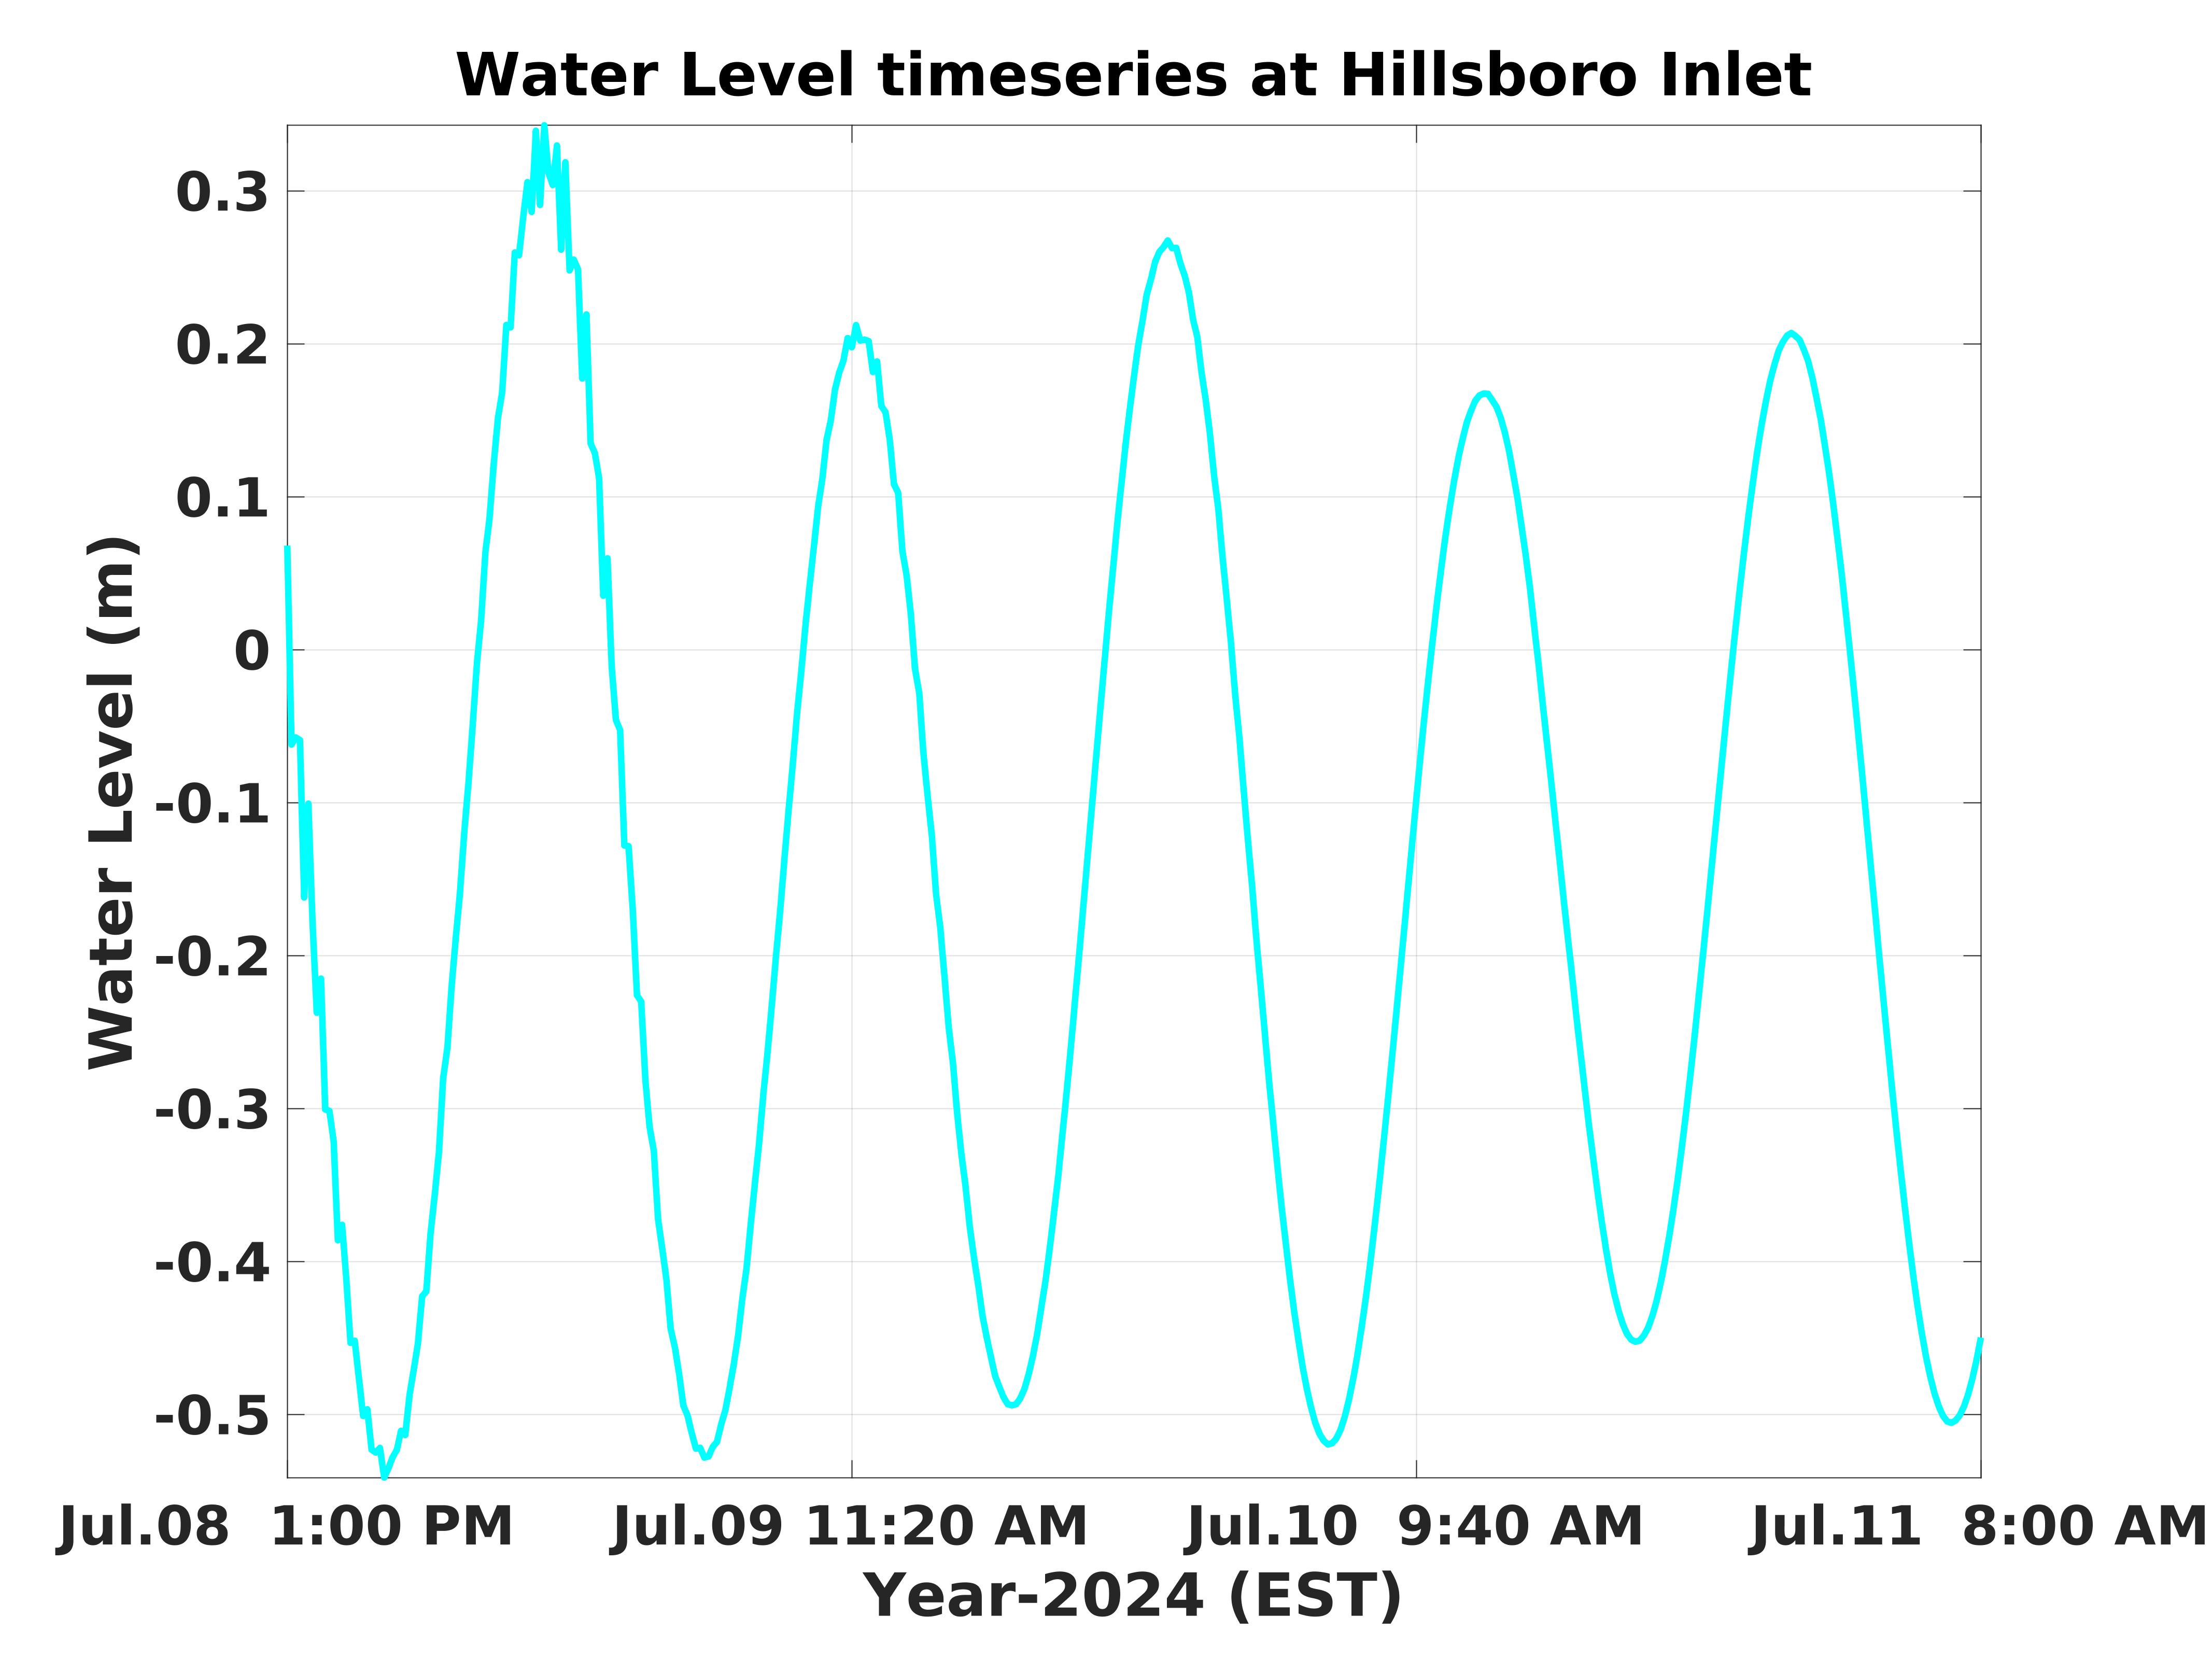 Water Level timeseries at Hillsboro Inlet
Water Level (m)
0.3
0.2
0.1
0
-0.1
-0.2
-0.3
-0.4
-0.5
Jul.08 1:00 PM Jul.09 11:20 AM Jul.10 9:40 AM Jul.11 8:00 AM
Year-2024 (EST)